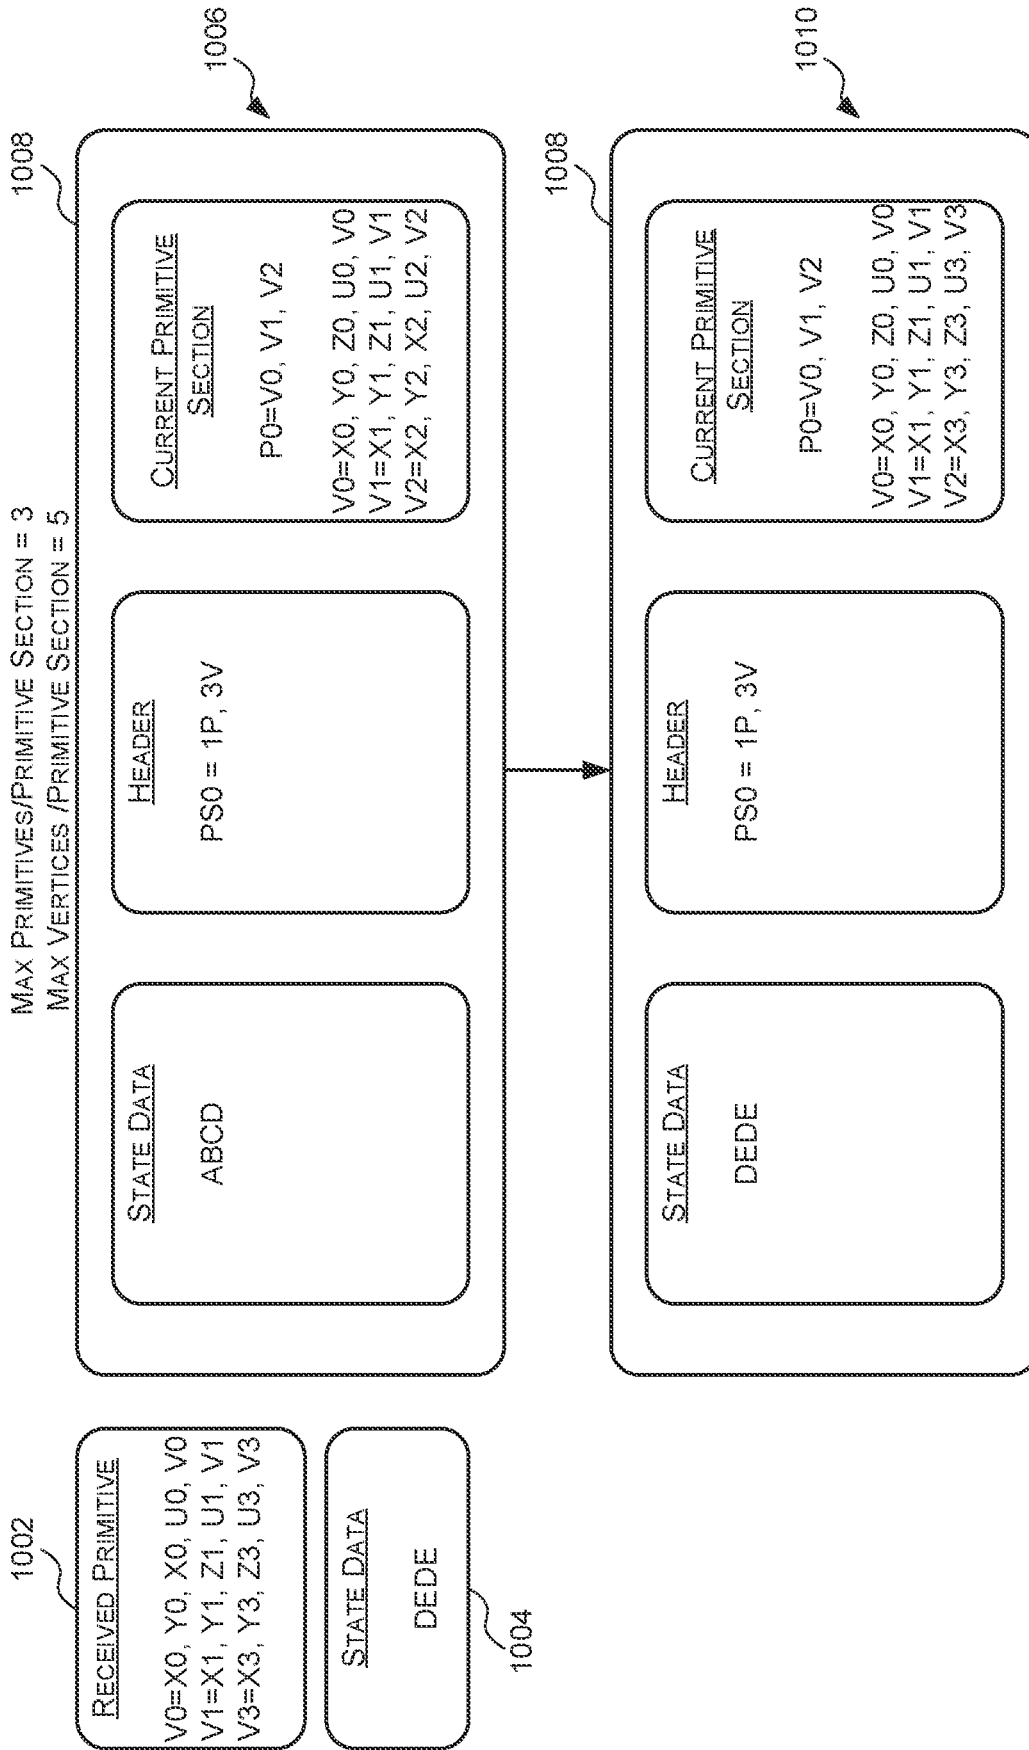 MAX PRIMITIVES/PRIMITIVE SECTION = 3
MAX VERTICES /PRIMITIVE SECTION = 5
1002
RECEIVED PRIMITIVE
V0=X0, Y0, X0, U0, V0
V1=X1, Y1, Z1, U1, V1
V3=X3, Y3, Z3, U3, V3
STATE DATA
DEDE
1004
1008
1006
STATE DATA
ABCD
HEADER
PS0 = 1P, 3V
CURRENT PRIMITIVE
SECTION
P0=V0, V1, V2
V0=X0, Y0, Z0, U0, V0
V1=X1, Y1, Z1, U1, V1
V2=X2, Y2, X2, U2, V2
1008
1010
STATE DATA
DEDE
HEADER
PS0 = 1P, 3V
CURRENT PRIMITIVE
SECTION
P0=V0, V1, V2
V0=X0, Y0, Z0, U0, V0
V1=X1, Y1, Z1, U1, V1
V2=X3, Y3, Z3, U3, V3